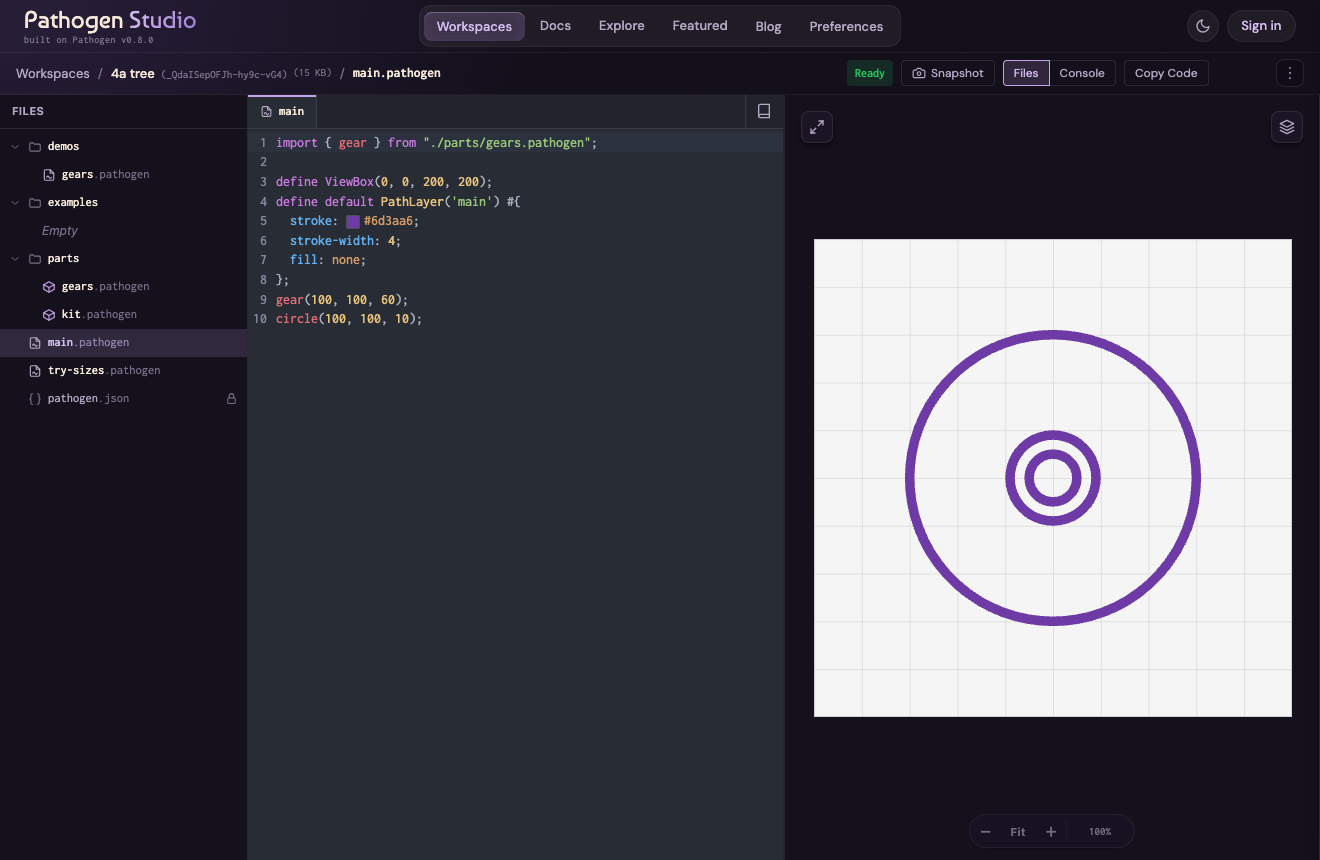 Pathogen Studio
built on Pathogen v0.8.0
Workspaces Docs Explore Featured Blog Preferences
Sign in
Workspaces / 4a tree (_QdaISepOFJh-hy9c-vG4) (15 KB) / main.pathogen
Ready Snapshot Files Console Copy Code
FILES
demos
gears.pathogen
examples
Empty
parts
gears.pathogen
kit.pathogen
main.pathogen
try-sizes.pathogen
{ } pathogen.json
main
1 import { gear } from "./parts/gears.pathogen";
2
3 define ViewBox(0, 0, 200, 200);
4 define default PathLayer('main') #{
5 stroke: #6d3aa6;
6 stroke-width: 4;
7 fill: none;
8 };
9 gear(100, 100, 60);
10 circle(100, 100, 10);
Fit 100%